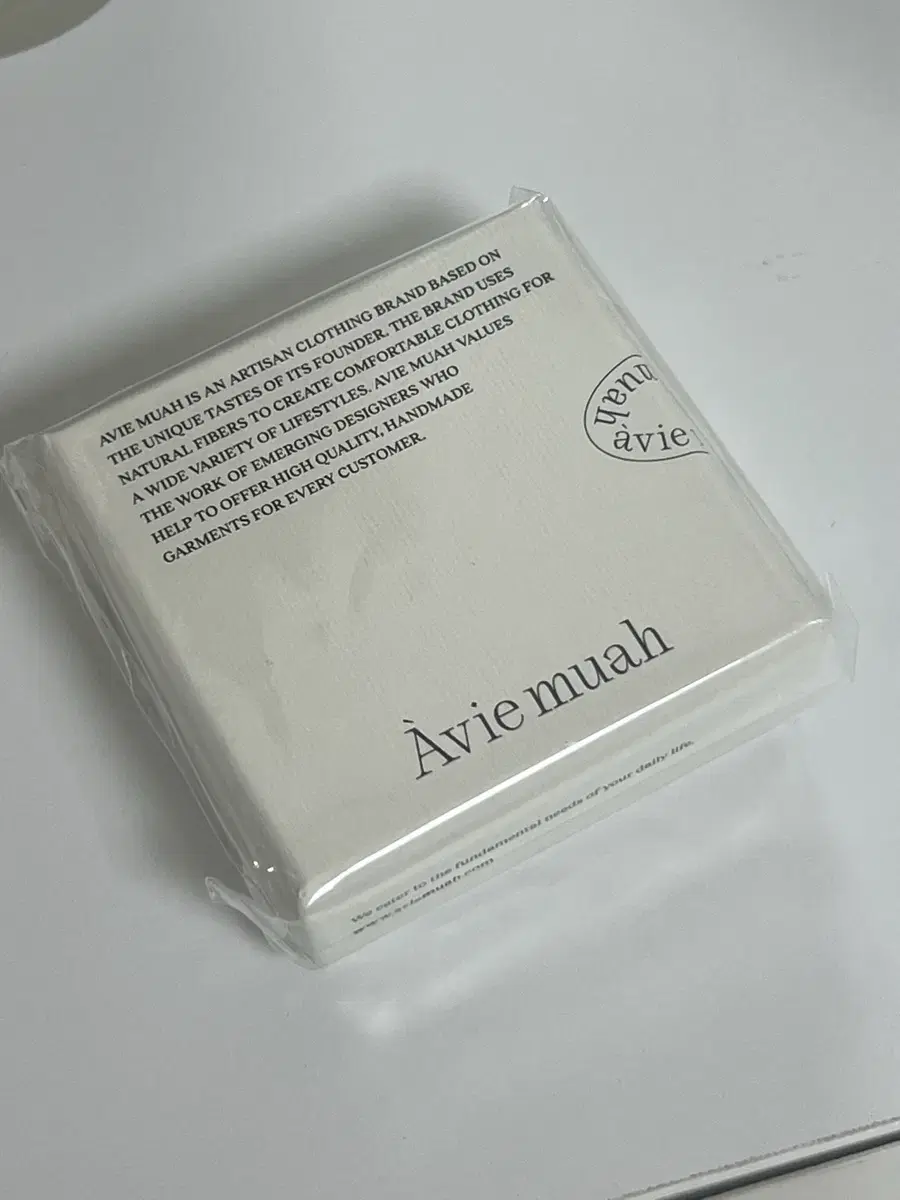 AVIE MUAH IS AN ARTISAN CLOTHING BRAND BASED ON
THE UNIQUE TASTES OF ITS FOUNDER. THE BRAND USES
NATURAL FIBERS TO CREATE COMFORTABLE CLOTHING FOR
A WIDE VARIETY OF LIFESTYLES. AVIE MUAH VALUES
THE WORK OF EMERGING DESIGNERS WHO
HELP TO OFFER HIGH QUALITY, HANDMADE
GARMENTS FOR EVERY CUSTOMER.
muah
àvie
Àvie muah
We cater to the fundamental needs of your daily life.
www.aviemuah.com